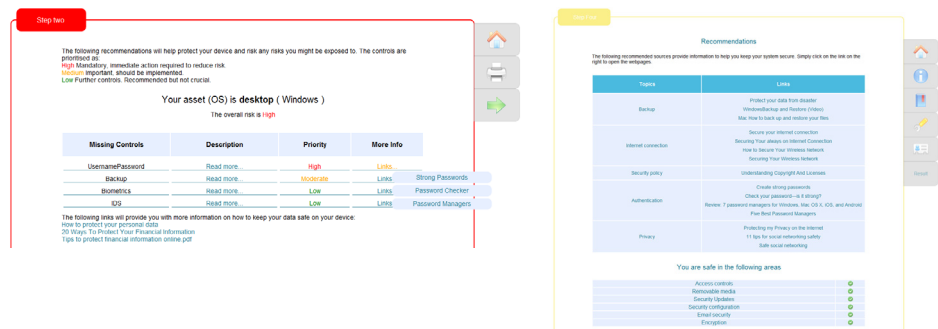 Step two
The following recommendations will help protect your device and risk any risks you might be exposed to. The controls are
prioritised as:
High Mandatory, immediate action required to reduce risk.
Medium Important, should be implemented.
Low Further controls. Recommended but not crucial.
Your asset (OS) is desktop ( Windows )
The overall risk is High
Missing Controls Description Priority More Info
UsernamePassword Read more... High Links...
Backup Read more... Moderate Links
Biometrics Read more... Low Links
IDS Read more... Low Links
Strong Passwords
Password Checker
Password Managers
The following links will provide you with more information on how to keep your data safe on your device:
How to protect your personal data
20 Ways To Protect Your Financial Information
Tips to protect financial information online.pdf
Recommendations
The following recommended sources provide information to help you keep your system secure. Simply click on the link on the
right to open the webpages.
Topics Links
Backup
Protect your data from disaster
WindowsBackup and Restore (Video)
Mac How to back up and restore your files
Internet connection
Secure your internet connection
Securing Your always on Internet Connection
How to Secure Your Wireless Network
Securing Your Wireless Network
Security policy
Understanding Copyright And Licenses
Authentication
Create strong passwords
Check your password—is it strong?
Review: 7 password managers for Windows, Mac OS X, iOS, and Android
Five Best Password Managers
Privacy
Protecting my Privacy on the Internet
11 tips for social networking safety
Safe social networking
You are safe in the following areas
Access controls
Removable media
Security Updates
Security configuration
Email security
Encryption